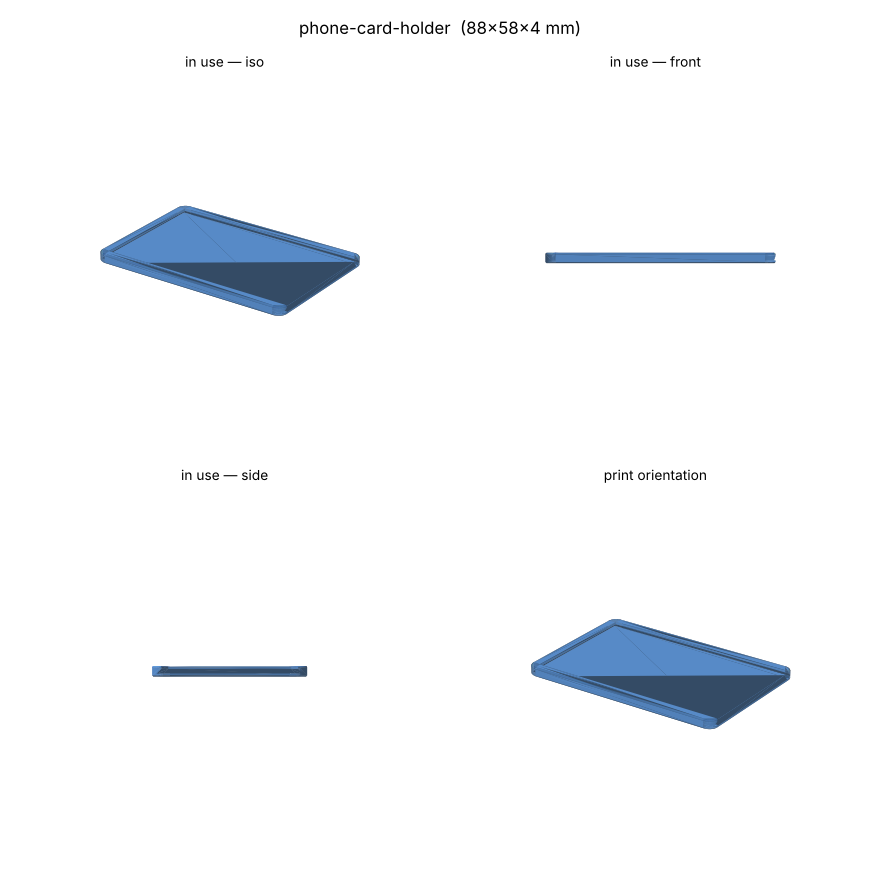 phone-card-holder (88×58×4 mm)
in use — iso
in use — front
in use — side
print orientation